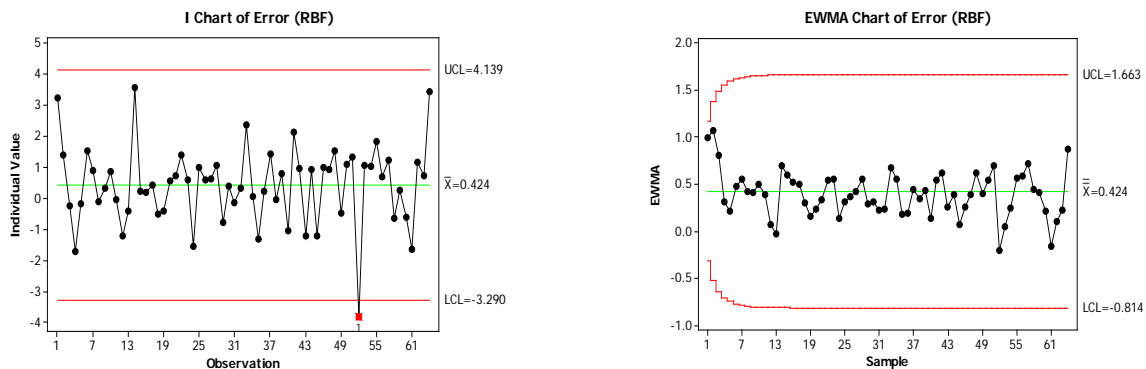 I Chart of Error (RBF)
5
4
3
2
1
0
-1
-2
-3
-4
Individual Value
UCL=4.139
X̄=0.424
LCL=-3.290
1
1 7 13 19 25 31 37 43 49 55 61
Observation
EWMA Chart of Error (RBF)
2.0
1.5
1.0
0.5
0.0
-0.5
-1.0
EWMA
UCL=1.663
X̿=0.424
LCL=-0.814
1 7 13 19 25 31 37 43 49 55 61
Sample